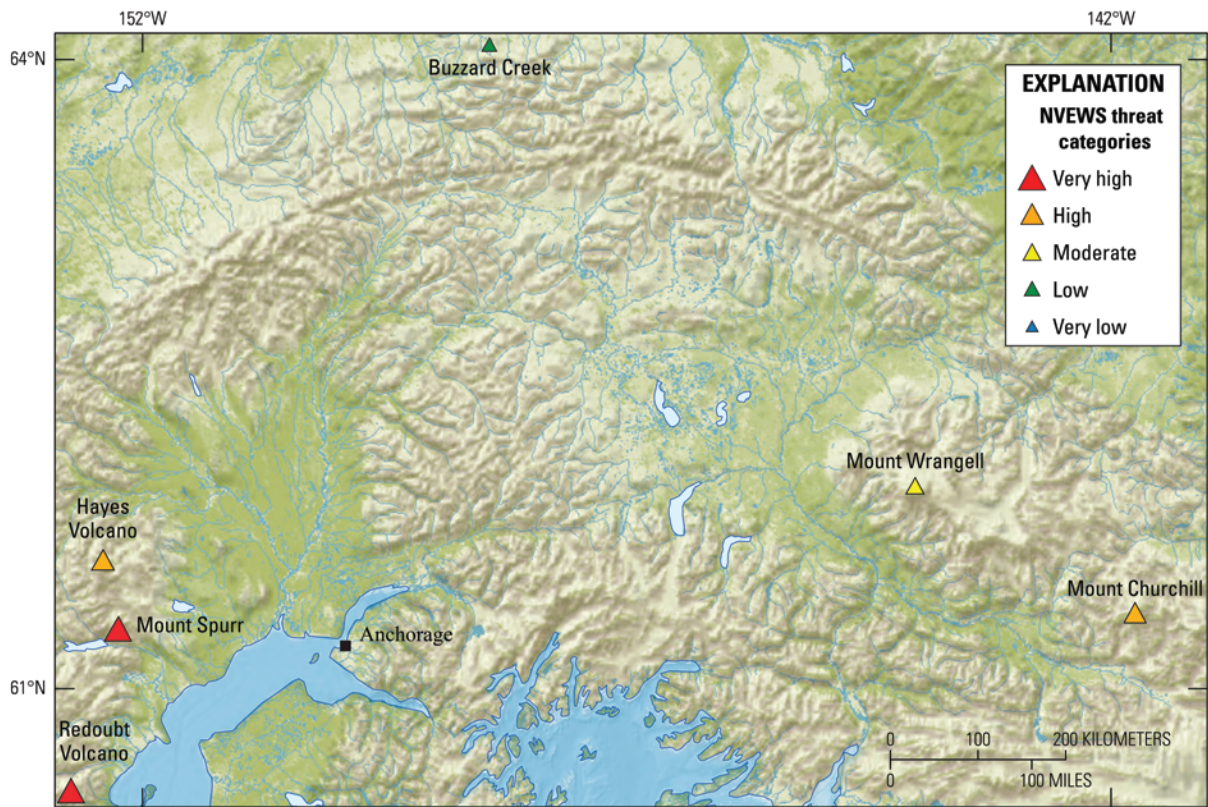 152°W
142°W
64°N
Buzzard Creek
EXPLANATION
NVEWS threat
categories
Very high
High
Moderate
Low
Very low
Mount Wrangell
Hayes
Volcano
Mount Churchill
Mount Spurr
Anchorage
61°N
Redoubt
Volcano
0 100 200 KILOMETERS
0 100 MILES